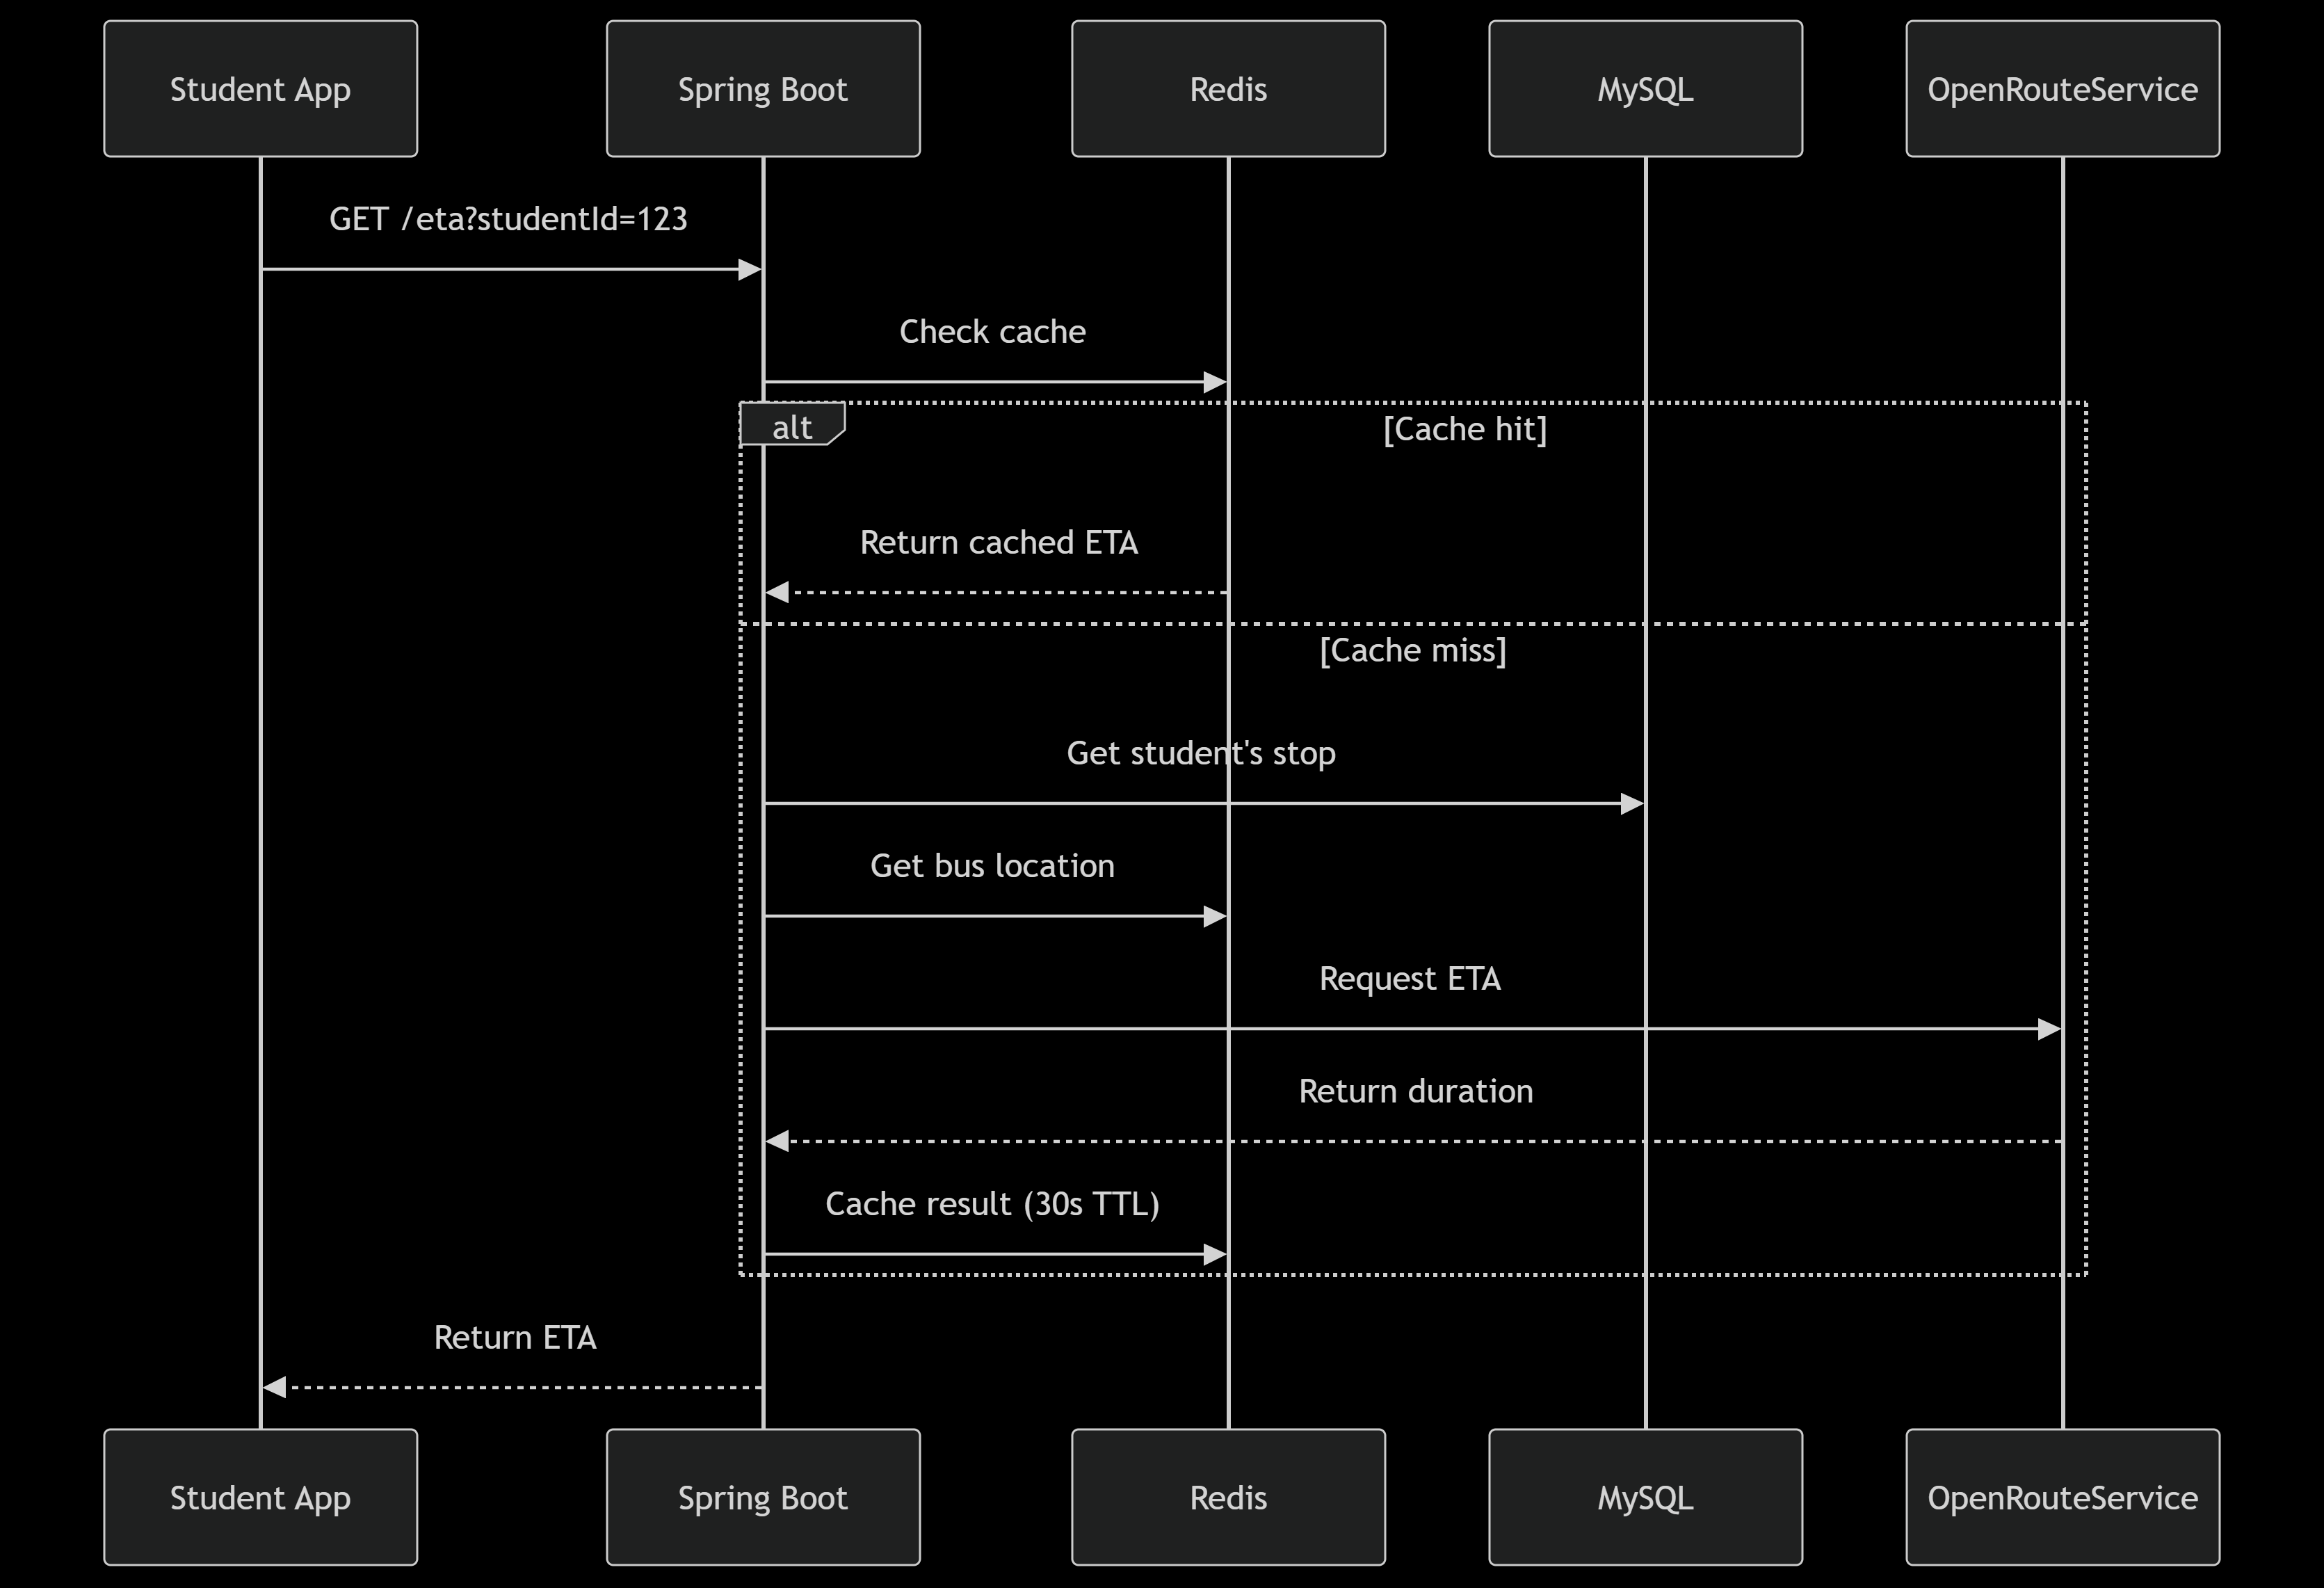 Student App
Spring Boot
Redis
MySQL
OpenRouteService
GET /eta?studentId=123
Check cache
alt
[Cache hit]
Return cached ETA
[Cache miss]
Get student's stop
Get bus location
Request ETA
Return duration
Cache result (30s TTL)
Return ETA
Student App
Spring Boot
Redis
MySQL
OpenRouteService